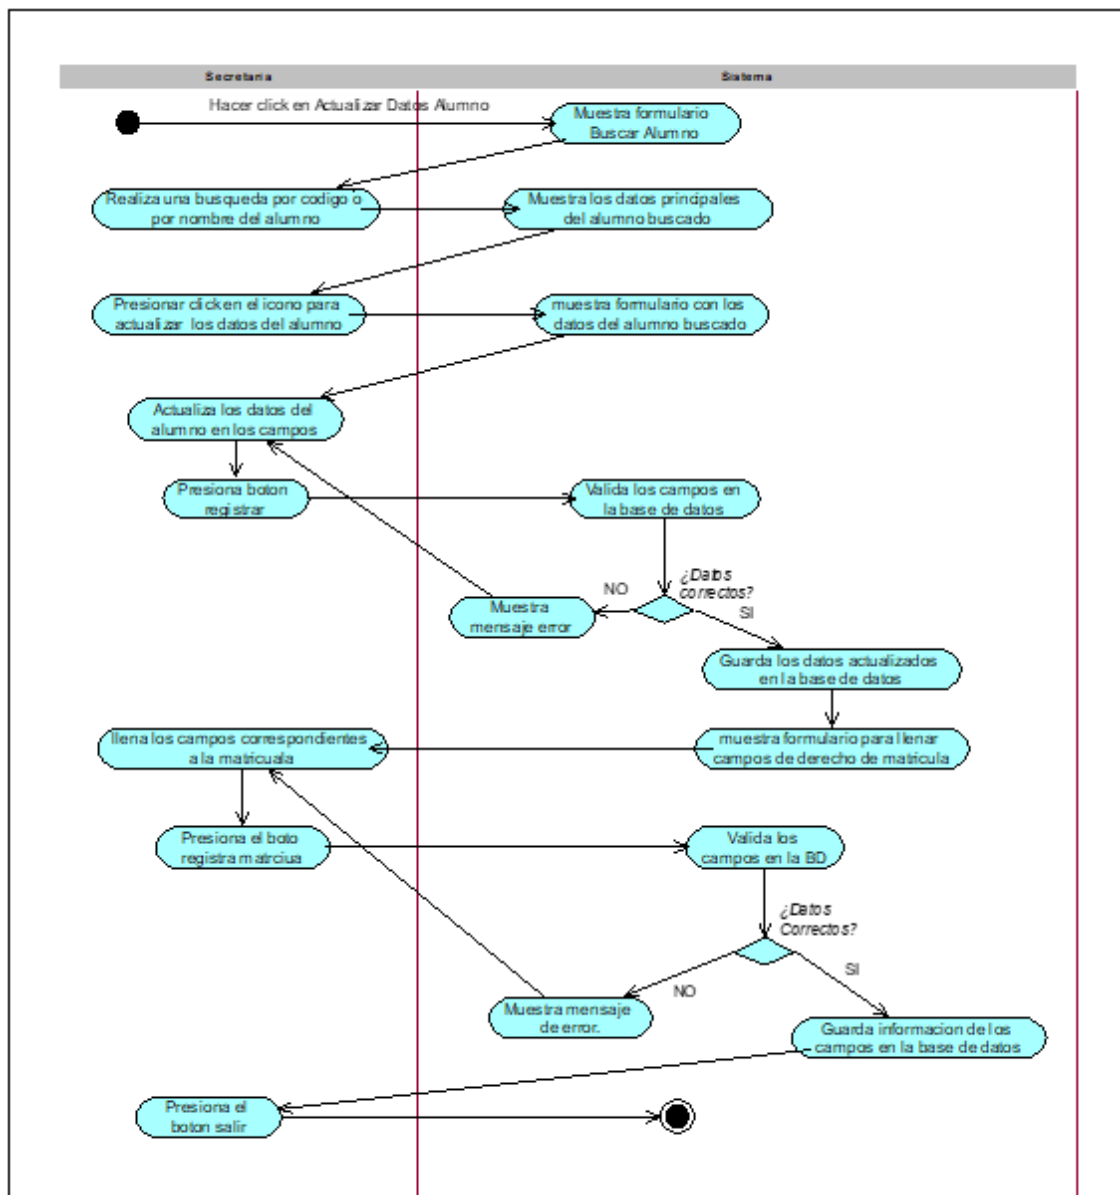 Secretaria
Sistema
Hacer click en Actualizar Datos Alumno
Muestra formulario
Buscar Alumno
Realiza una busqueda por codigo o
por nombre del alumno
Muestra los datos principales
del alumno buscado
Presionar click en el icono para
actualizar los datos del alumno
muestra formulario con los
datos del alumno buscado
Actualiza los datos del
alumno en los campos
Presiona boton
registrar
Valida los campos en
la base de datos
¿Datos
correctos?
NO
SI
Muestra
mensaje error
Guarda los datos actualizados
en la base de datos
llena los campos correspondientes
a la matricuala
muestra formulario para llenar
campos de derecho de matricula
Presiona el boto
registra matrciua
Valida los
campos en la BD
¿Datos
Correctos?
SI
NO
Muestra mensaje
de error.
Guarda informacion de los
campos en la base de datos
Presiona el
boton salir